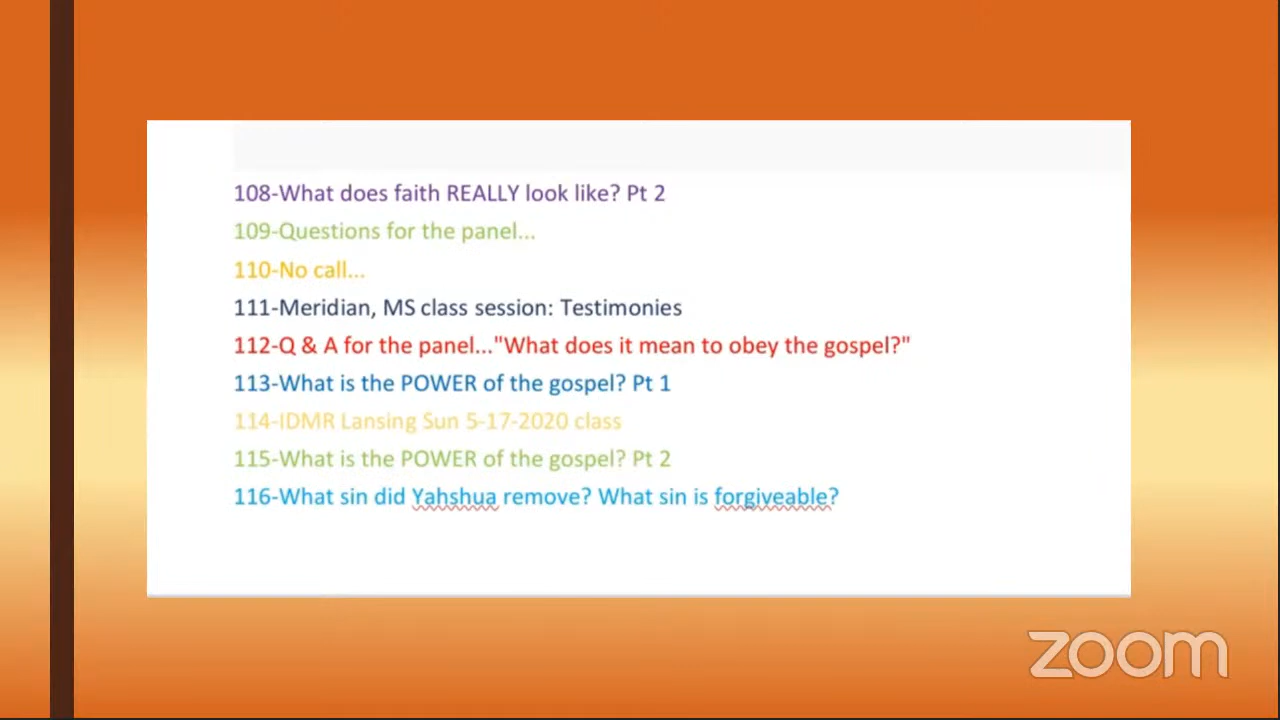 108-What does faith REALLY look like? Pt 2
109-Questions for the panel...
110-No call...
111-Meridian, MS class session: Testimonies
112-Q & A for the panel..."What does it mean to obey the gospel?"
113-What is the POWER of the gospel? Pt 1
114-IDMR Lansing Sun 5-17-2020 class
115-What is the POWER of the gospel? Pt 2
116-What sin did Yahshua remove? What sin is forgiveable?
zoom